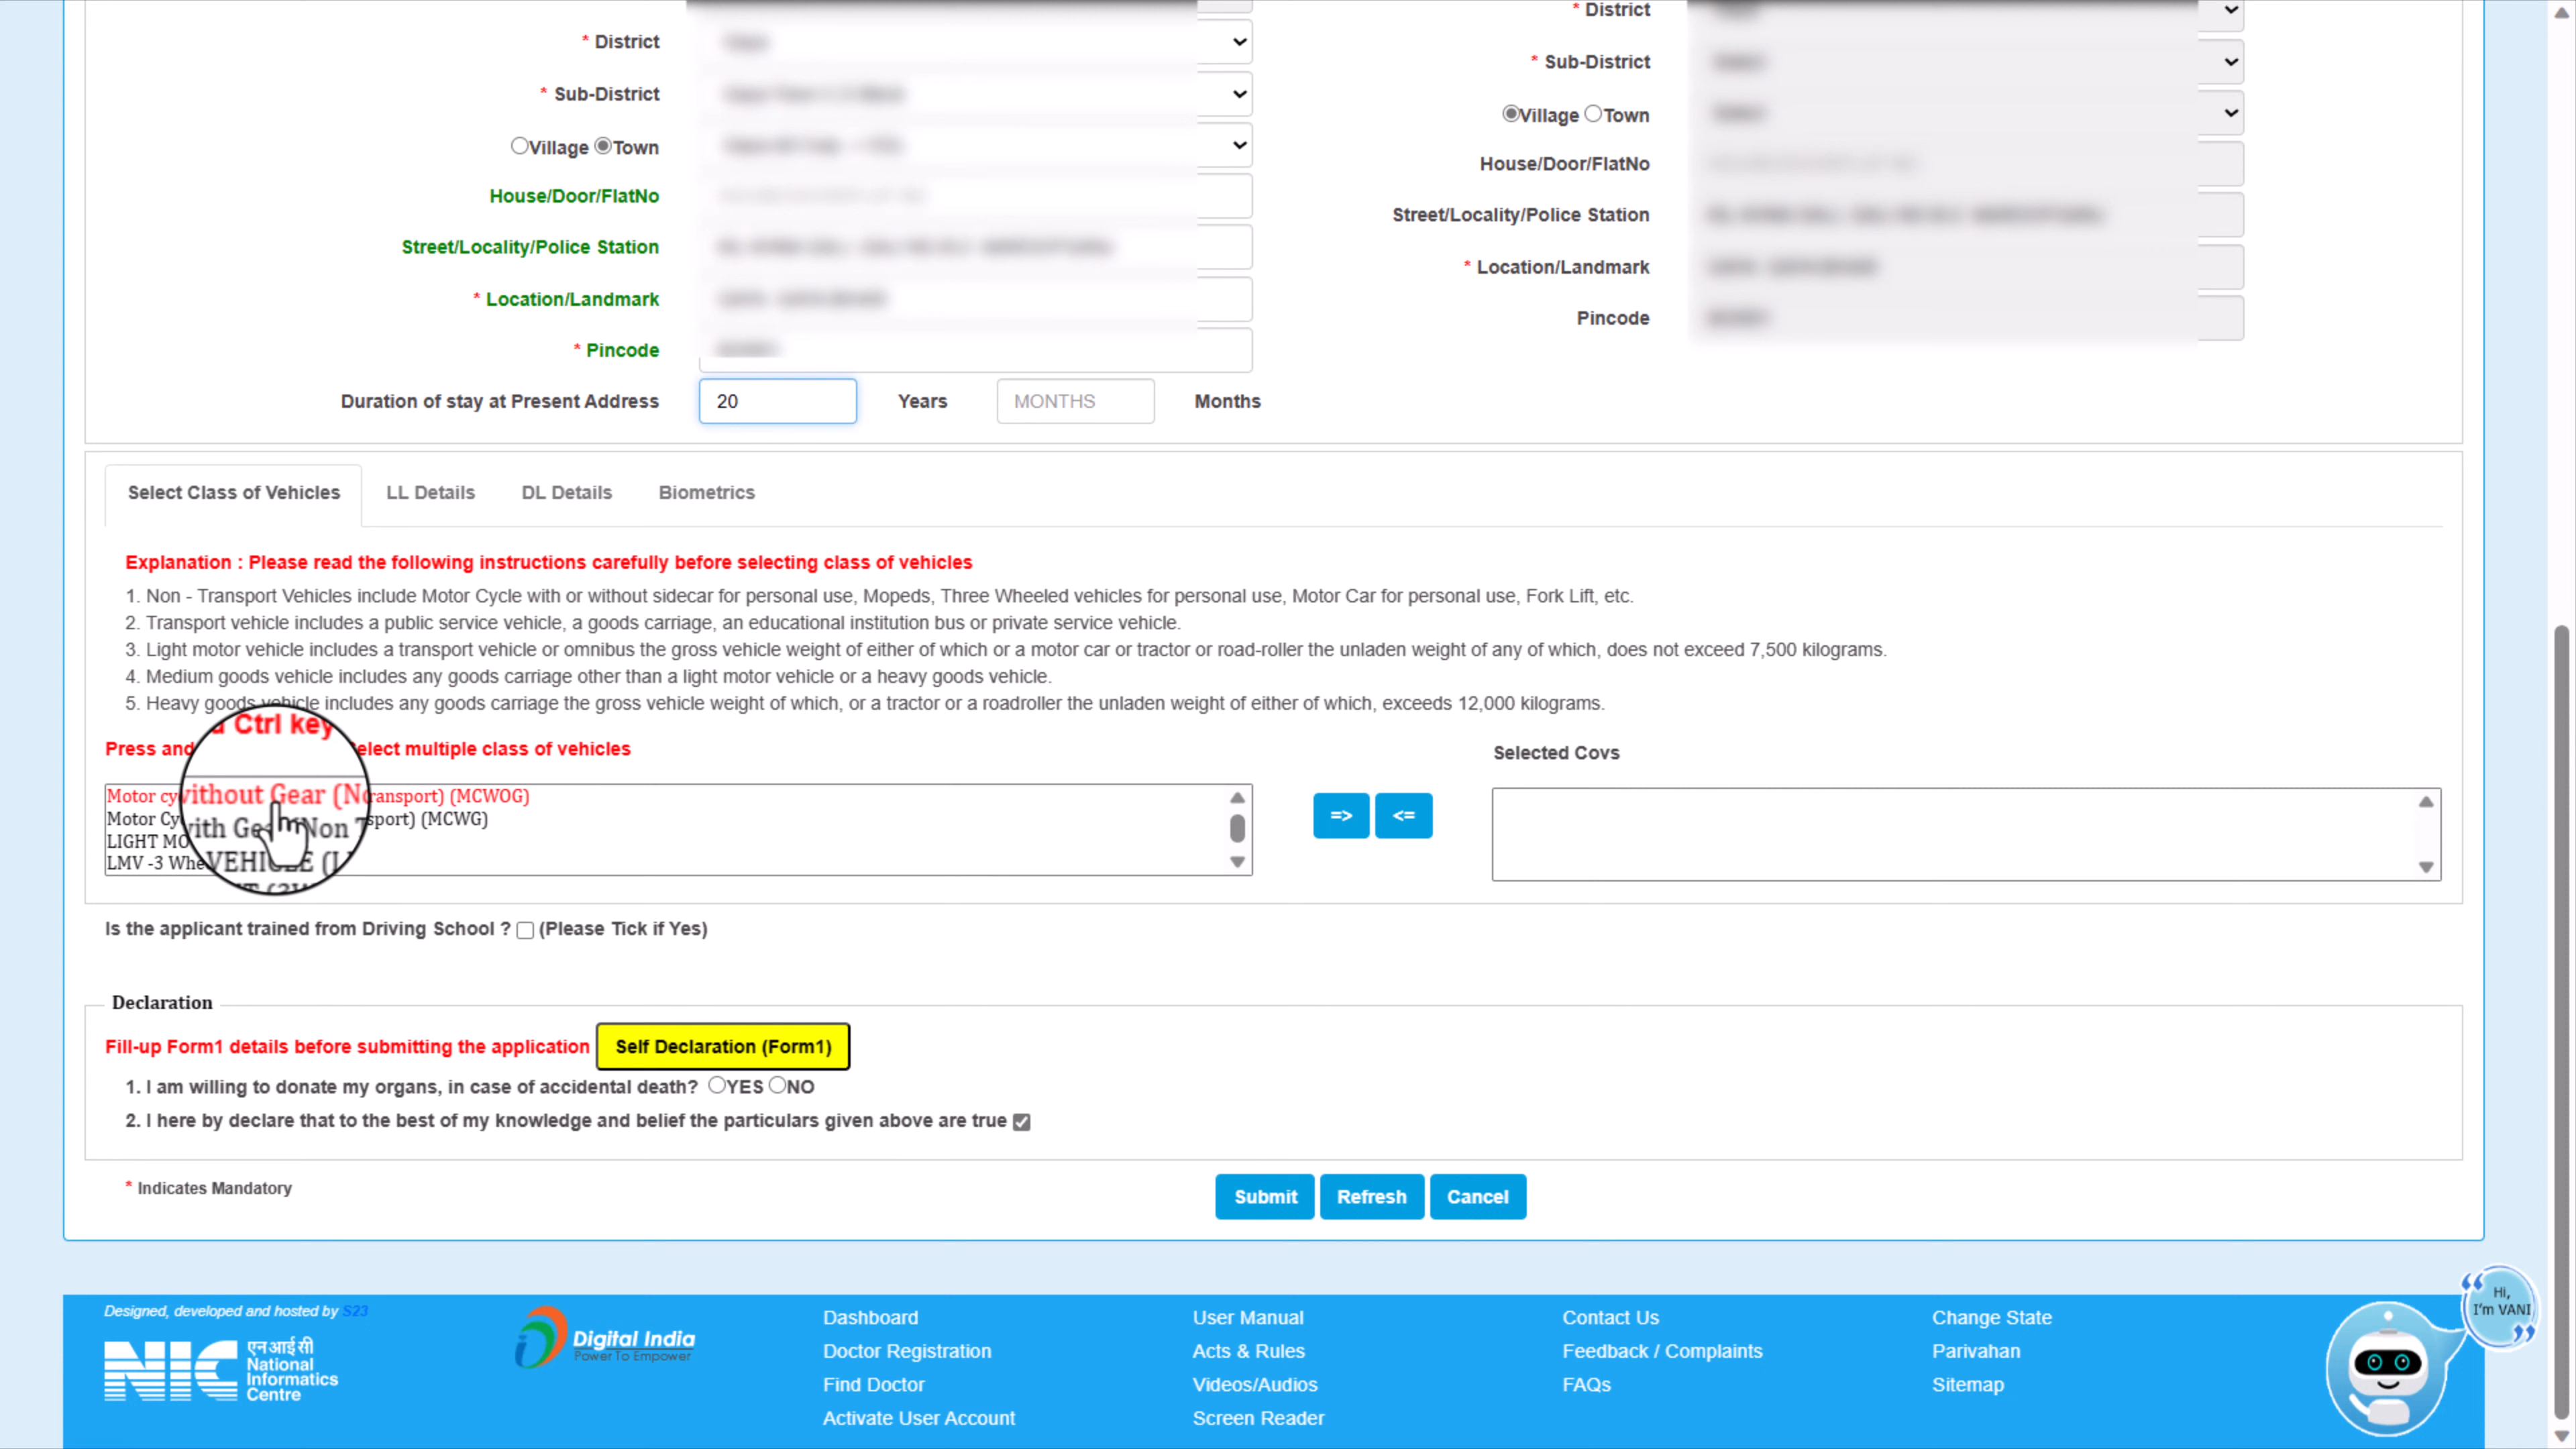 * District
* District
* Sub-District
* Sub-District
Village Town
Village Town
House/Door/FlatNo
House/Door/FlatNo
Street/Locality/Police Station
Street/Locality/Police Station
* Location/Landmark
* Location/Landmark
* Pincode
Pincode
Duration of stay at Present Address 20 Years MONTHS Months
Select Class of Vehicles LL Details DL Details Biometrics
Explanation : Please read the following instructions carefully before selecting class of vehicles
1. Non - Transport Vehicles include Motor Cycle with or without sidecar for personal use, Mopeds, Three Wheeled vehicles for personal use, Motor Car for personal use, Fork Lift, etc.
2. Transport vehicle includes a public service vehicle, a goods carriage, an educational institution bus or private service vehicle.
3. Light motor vehicle includes a transport vehicle or omnibus the gross vehicle weight of either of which or a motor car or tractor or road-roller the unladen weight of any of which, does not exceed 7,500 kilograms.
4. Medium goods vehicle includes any goods carriage other than a light motor vehicle or a heavy goods vehicle.
5. Heavy goods vehicle includes any goods carriage the gross vehicle weight of which, or a tractor or a roadroller the unladen weight of either of which, exceeds 12,000 kilograms.
Press and Ctrl key select multiple class of vehicles
Selected Covs
Motor cy without Gear (No ransport) (MCWOG)
Motor Cy with Ge Non T sport) (MCWG)
LIGHT MO VEHICLE (L
LMV -3 Whe
=> <=
Is the applicant trained from Driving School ? (Please Tick if Yes)
Declaration
Fill-up Form1 details before submitting the application Self Declaration (Form1)
1. I am willing to donate my organs, in case of accidental death? YES NO
2. I here by declare that to the best of my knowledge and belief the particulars given above are true
* Indicates Mandatory
Submit Refresh Cancel
Designed, developed and hosted by S23
NIC एनआईसी
National
Informatics
Centre
Digital India
Power To Empower
Dashboard
Doctor Registration
Find Doctor
Activate User Account
User Manual
Acts & Rules
Videos/Audios
Screen Reader
Contact Us
Feedback / Complaints
FAQs
Change State
Parivahan
Sitemap
Hi,
I'm VANI